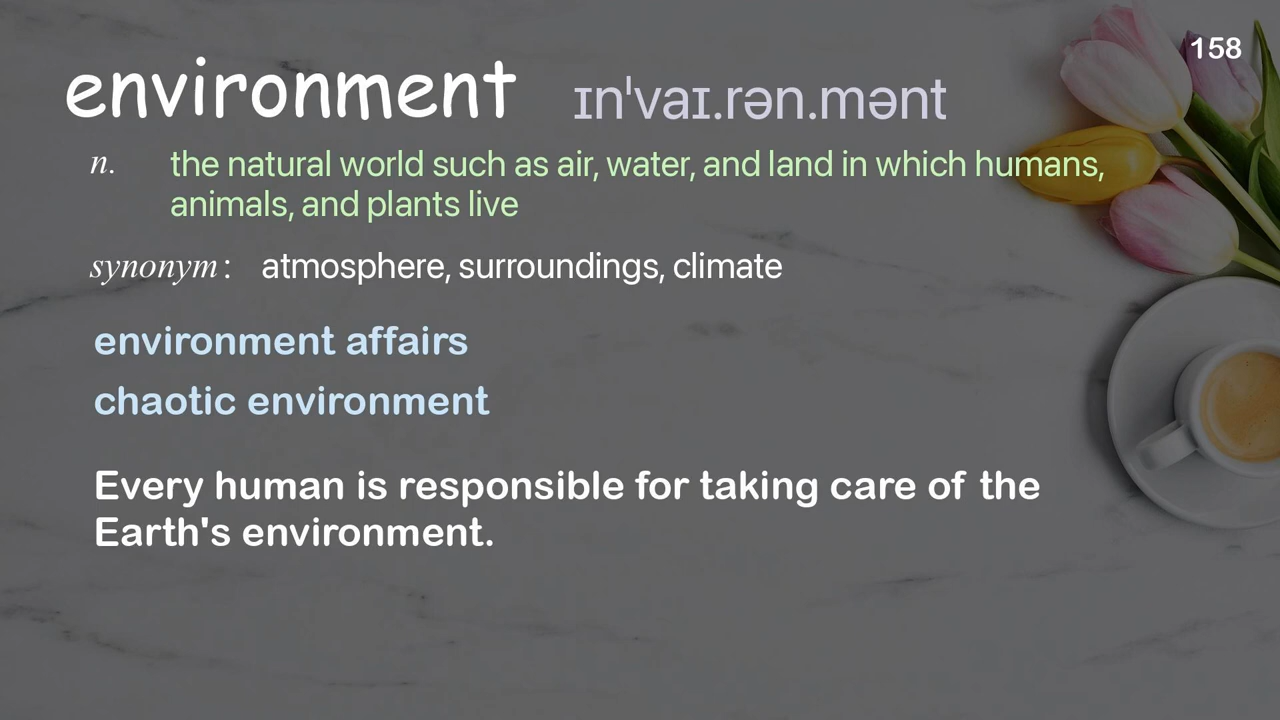 158
environment ɪnˈvaɪ.rən.mənt
n. the natural world such as air, water, and land in which humans,
animals, and plants live
synonym: atmosphere, surroundings, climate
environment affairs
chaotic environment
Every human is responsible for taking care of the
Earth's environment.